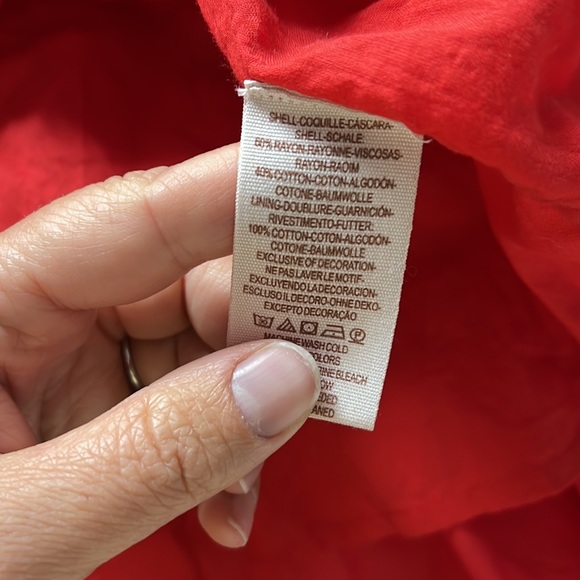 SHELL-COQUILLE-CÁSCARA-
SHELL-SCHALE:
60% RAYON-RAYONNE-VISCOSAS-
RAYON-RAOIM
40% COTTON-COTON-ALGODÓN-
COTONE-BAUMWOLLE
LINING-DOUBLURE-GUARNICIÓN-
RIVESTIMENTO-FUTTER:
100% COTTON-COTON-ALGODÓN-
COTONE-BAUMWOLLE
EXCLUSIVE OF DECORATION-
NE PAS LAVER LE MOTIF-
EXCLUYENDO LA DECORACION-
ESCLUSO IL DECORO-OHNE DEKO-
EXCEPTO DECORAÇÃO
MACHINE WASH COLD
COLORS
BLEACH